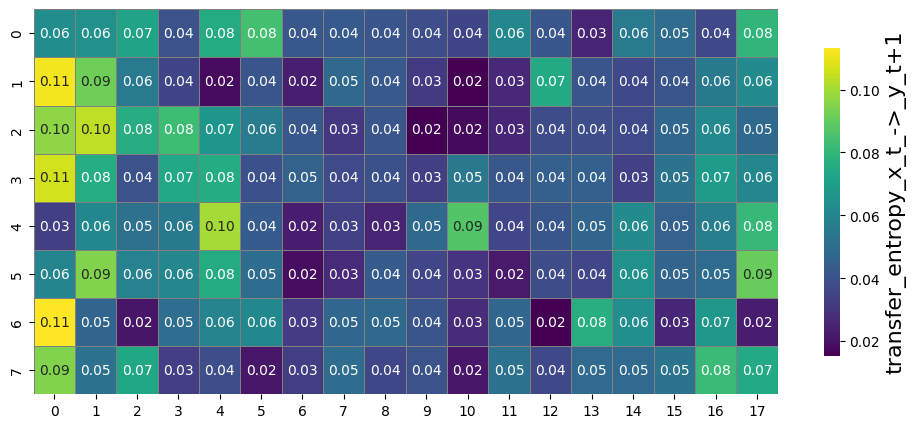 0 0.06 0.06 0.07 0.04 0.08 0.08 0.04 0.04 0.04 0.04 0.04 0.06 0.04 0.03 0.06 0.05 0.04 0.08
1 0.11 0.09 0.06 0.04 0.02 0.04 0.02 0.05 0.04 0.03 0.02 0.03 0.07 0.04 0.04 0.04 0.06 0.06
2 0.10 0.10 0.08 0.08 0.07 0.06 0.04 0.03 0.04 0.02 0.02 0.03 0.04 0.04 0.04 0.05 0.06 0.05
3 0.11 0.08 0.04 0.07 0.08 0.04 0.05 0.04 0.04 0.03 0.05 0.04 0.04 0.04 0.03 0.05 0.07 0.06
4 0.03 0.06 0.05 0.06 0.10 0.04 0.02 0.03 0.03 0.04 0.09 0.04 0.04 0.05 0.06 0.05 0.06 0.08
5 0.06 0.09 0.06 0.06 0.08 0.05 0.02 0.03 0.04 0.04 0.03 0.02 0.04 0.04 0.06 0.05 0.05 0.09
6 0.11 0.05 0.02 0.05 0.06 0.06 0.03 0.05 0.05 0.04 0.03 0.05 0.02 0.08 0.06 0.03 0.07 0.02
7 0.09 0.05 0.07 0.03 0.04 0.02 0.03 0.05 0.04 0.04 0.02 0.05 0.04 0.05 0.05 0.05 0.08 0.07
0 1 2 3 4 5 6 7 8 9 10 11 12 13 14 15 16 17
0.10
0.08
0.06
0.04
0.02
transfer_entropy_x_t_->_y_t+1